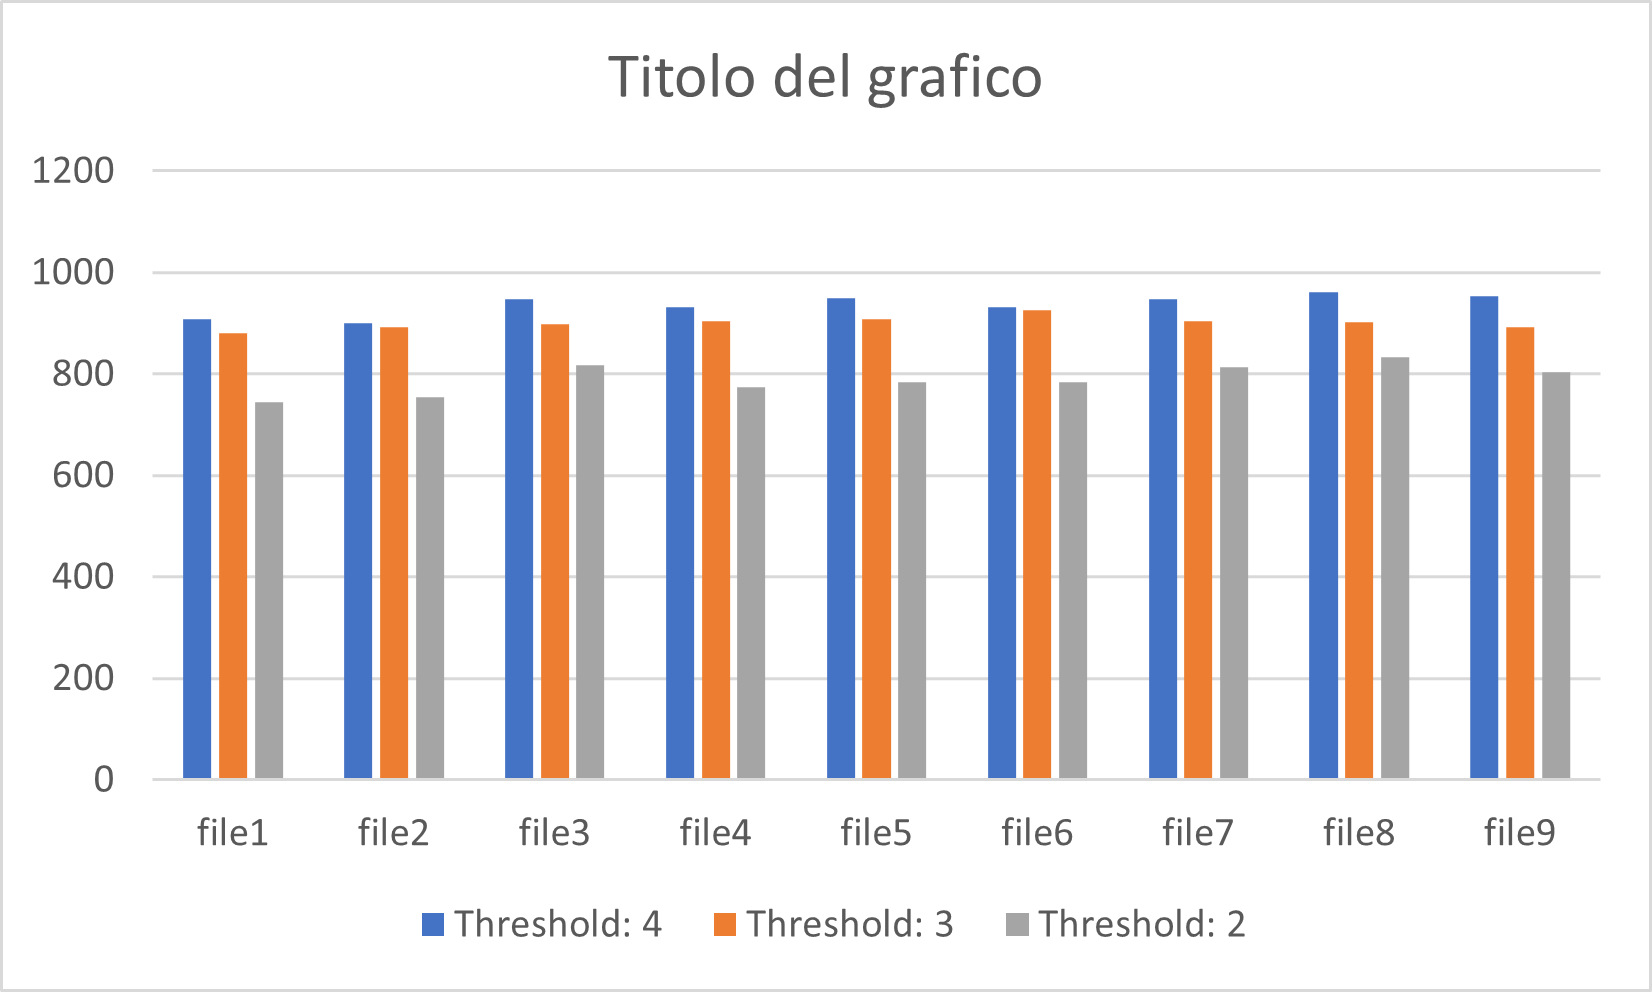 Titolo del grafico
1200
1000
800
600
400
200
0
file1 file2 file3 file4 file5 file6 file7 file8 file9
Threshold: 4 Threshold: 3 Threshold: 2